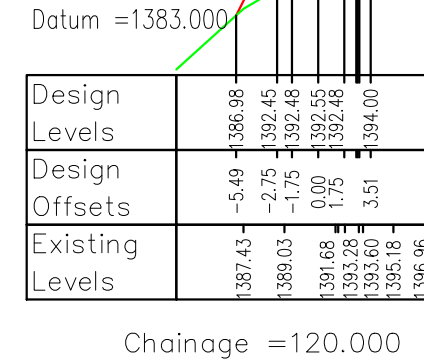 Datum =1383.000
Design Levels 1386.98 1392.45 1392.48 1392.55 1392.48 1394.00
Design Offsets -5.49 -2.75 -1.75 0.00 1.75 3.51
Existing Levels 1387.43 1389.03 1391.68 1393.28 1393.60 1395.18 1396.96
Chainage =120.000